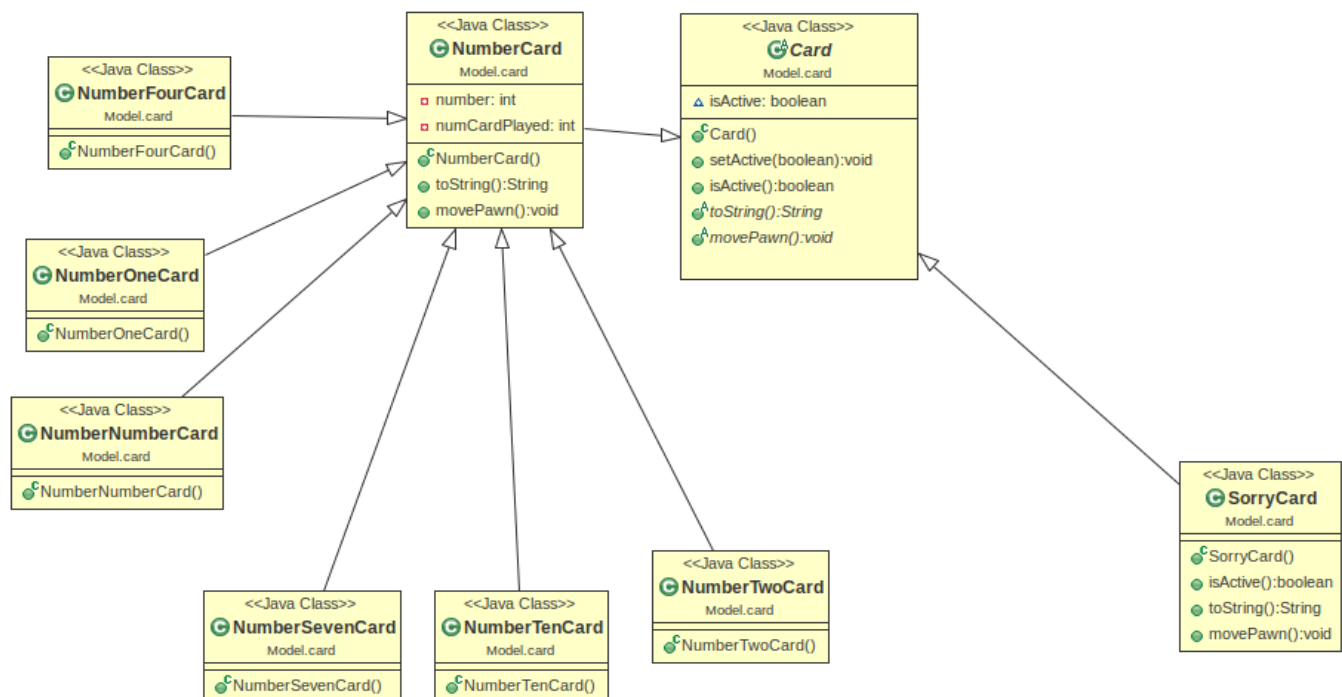 <<Java Class>>
NumberCard
Model.card
number: int
numCardPlayed: int
NumberCard()
toString():String
movePawn():void
<<Java Class>>
Card
Model.card
isActive: boolean
Card()
setActive(boolean):void
isActive():boolean
toString():String
movePawn():void
<<Java Class>>
NumberFourCard
Model.card
NumberFourCard()
<<Java Class>>
NumberOneCard
Model.card
NumberOneCard()
<<Java Class>>
NumberNumberCard
Model.card
NumberNumberCard()
<<Java Class>>
SorryCard
Model.card
SorryCard()
isActive():boolean
toString():String
movePawn():void
<<Java Class>>
NumberSevenCard
Model.card
NumberSevenCard()
<<Java Class>>
NumberTenCard
Model.card
NumberTenCard()
<<Java Class>>
NumberTwoCard
Model.card
NumberTwoCard()